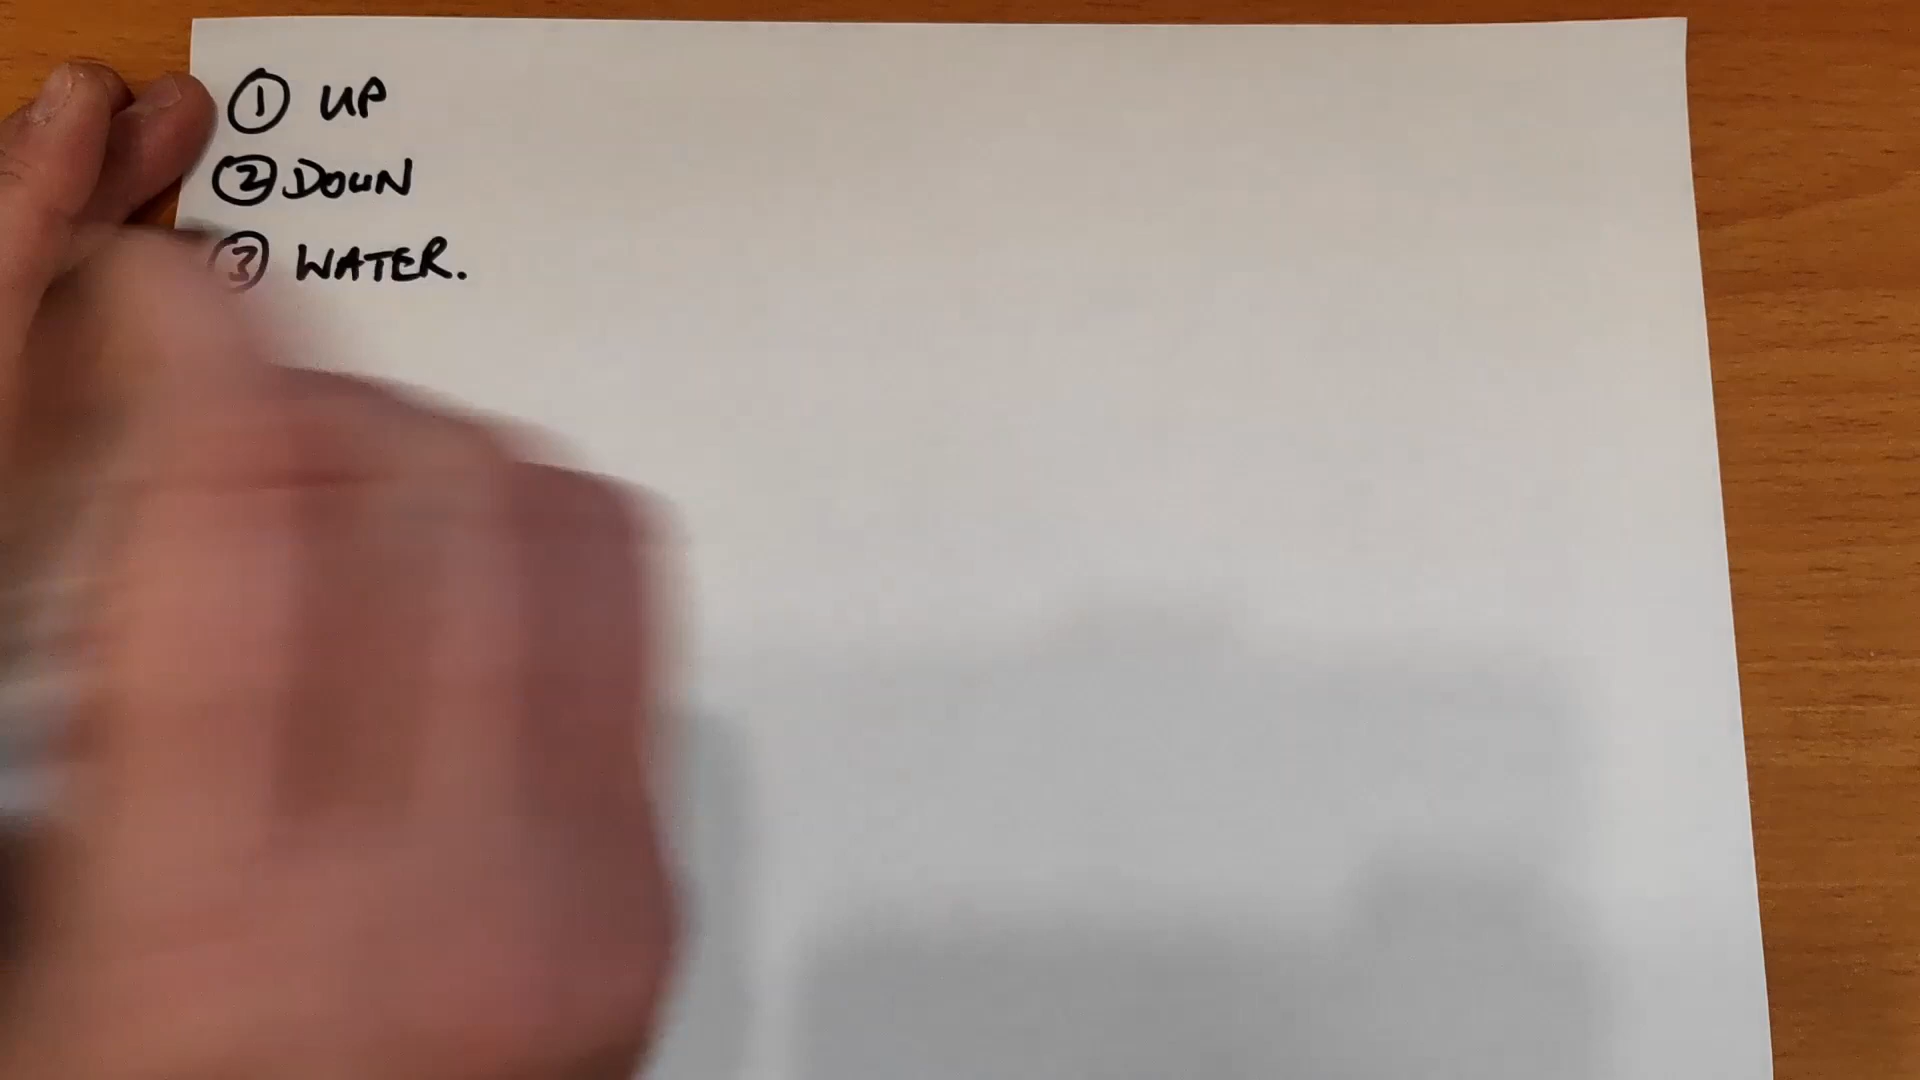 ① UP
② DOWN
③ WATER.